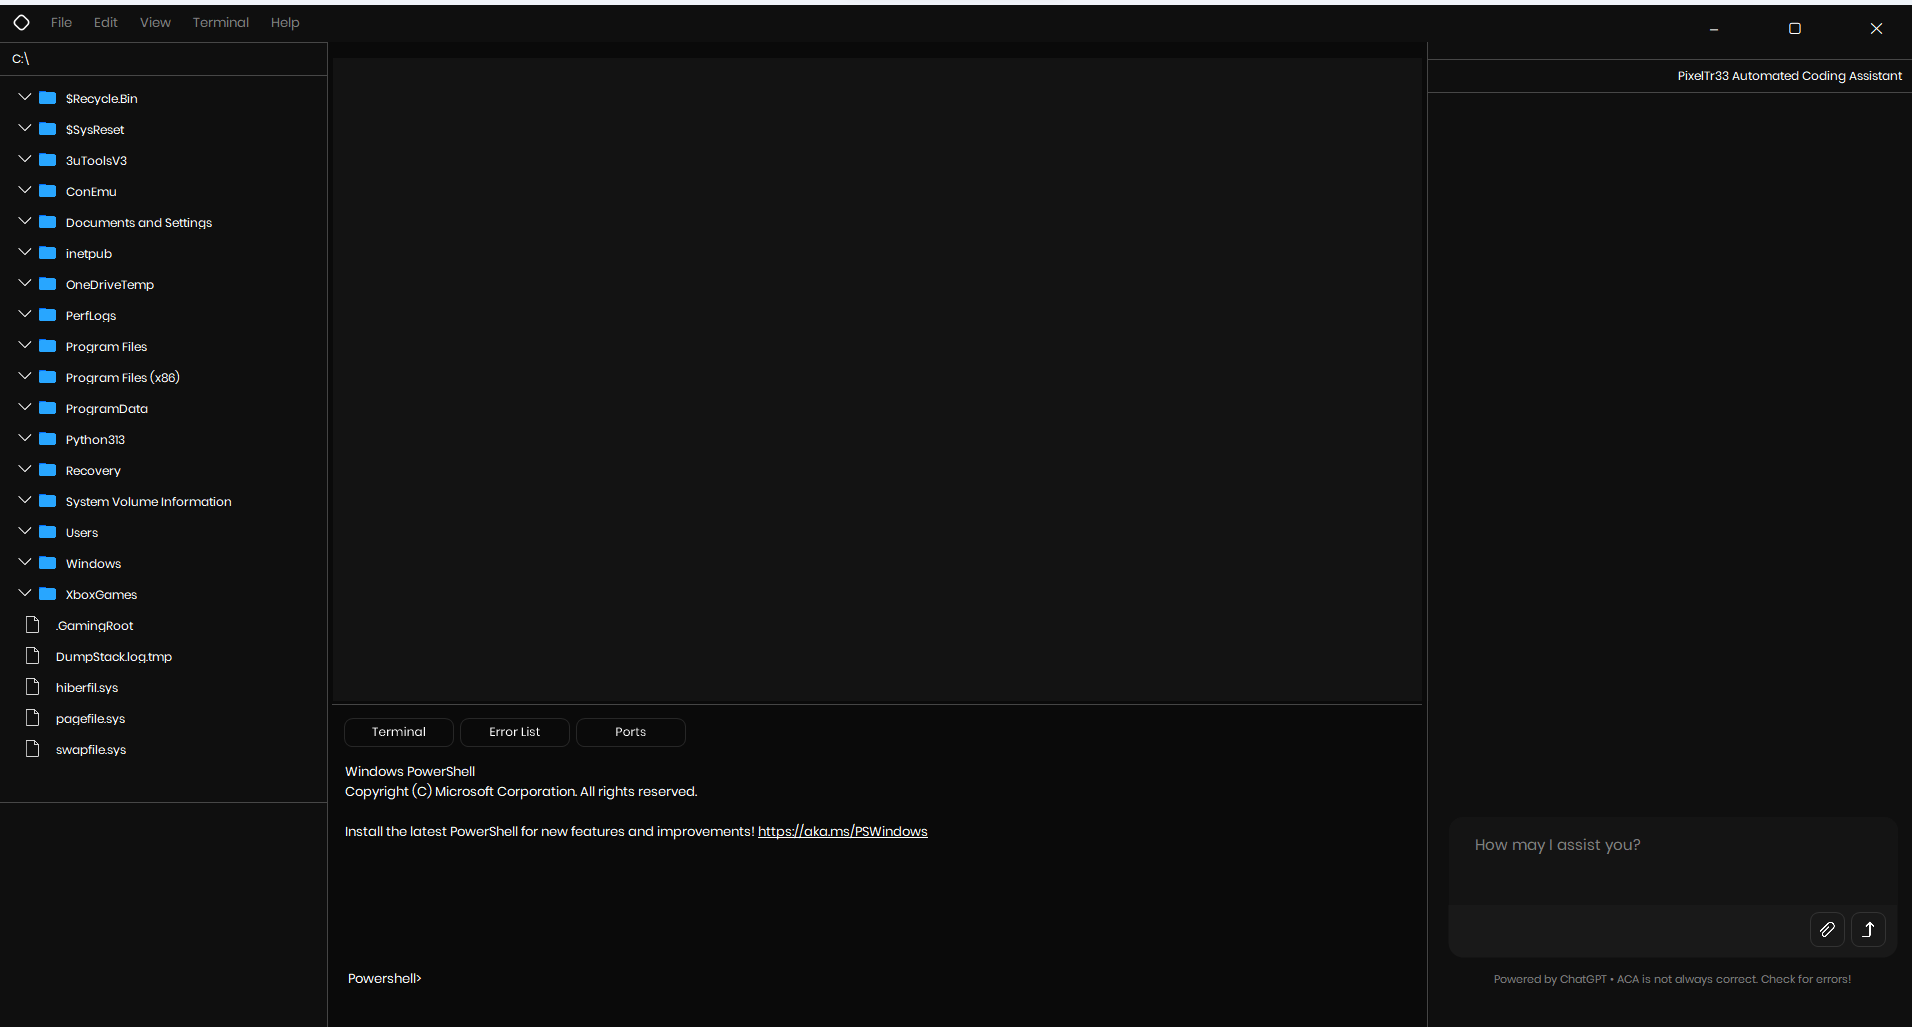 File Edit View Terminal Help
C:\
$Recycle.Bin
$SysReset
3uToolsV3
ConEmu
Documents and Settings
inetpub
OneDriveTemp
PerfLogs
Program Files
Program Files (x86)
ProgramData
Python313
Recovery
System Volume Information
Users
Windows
XboxGames
.GamingRoot
DumpStack.log.tmp
hiberfil.sys
pagefile.sys
swapfile.sys
Terminal Error List Ports
Windows PowerShell
Copyright (C) Microsoft Corporation. All rights reserved.
Install the latest PowerShell for new features and improvements! https://aka.ms/PSWindows
Powershell>
PixelTr33 Automated Coding Assistant
How may I assist you?
Powered by ChatGPT • ACA is not always correct. Check for errors!